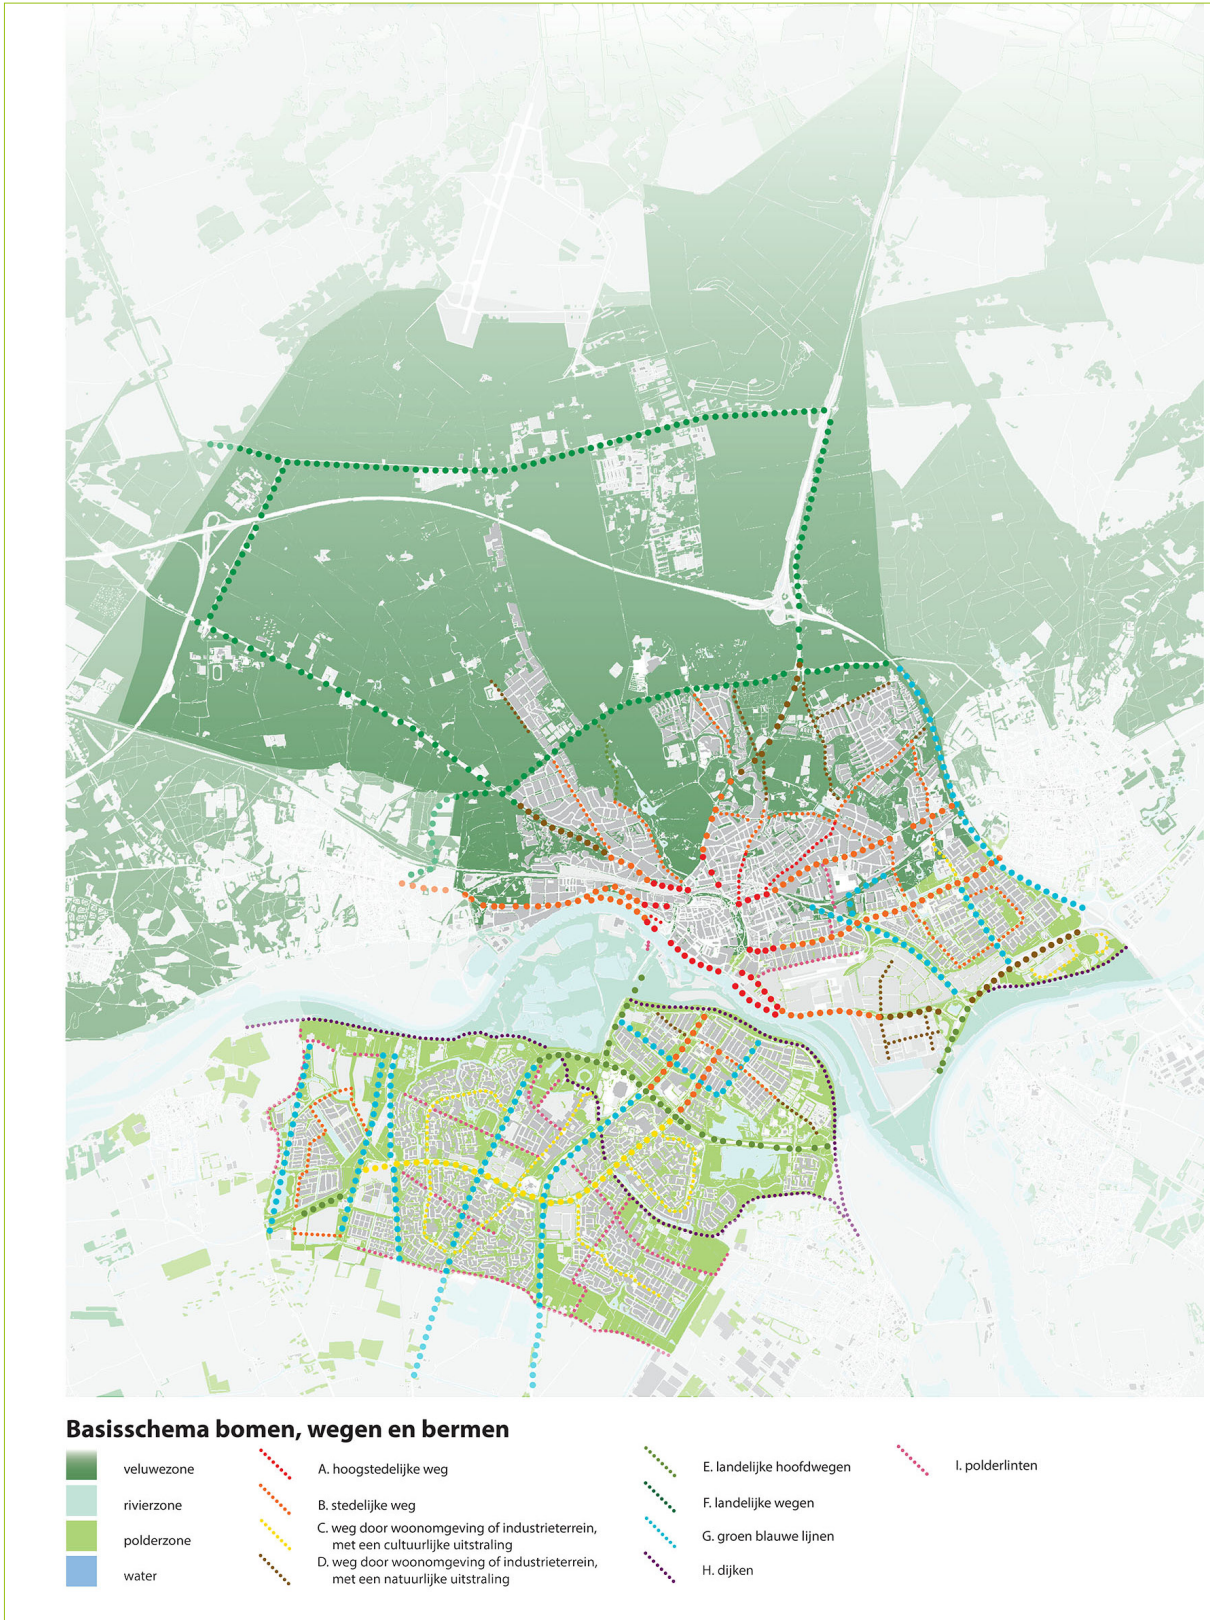 Basisschema bomen, wegen en bermen
veluwezone
rivierzone
polderzone
water
A. hoogstedelijke weg
B. stedelijke weg
C. weg door woonomgeving of industrieterrein,
met een cultuurlijke uitstraling
D. weg door woonomgeving of industrieterrein,
met een natuurlijke uitstraling
E. landelijke hoofdwegen
F. landelijke wegen
G. groen blauwe lijnen
H. dijken
I. polderlinten